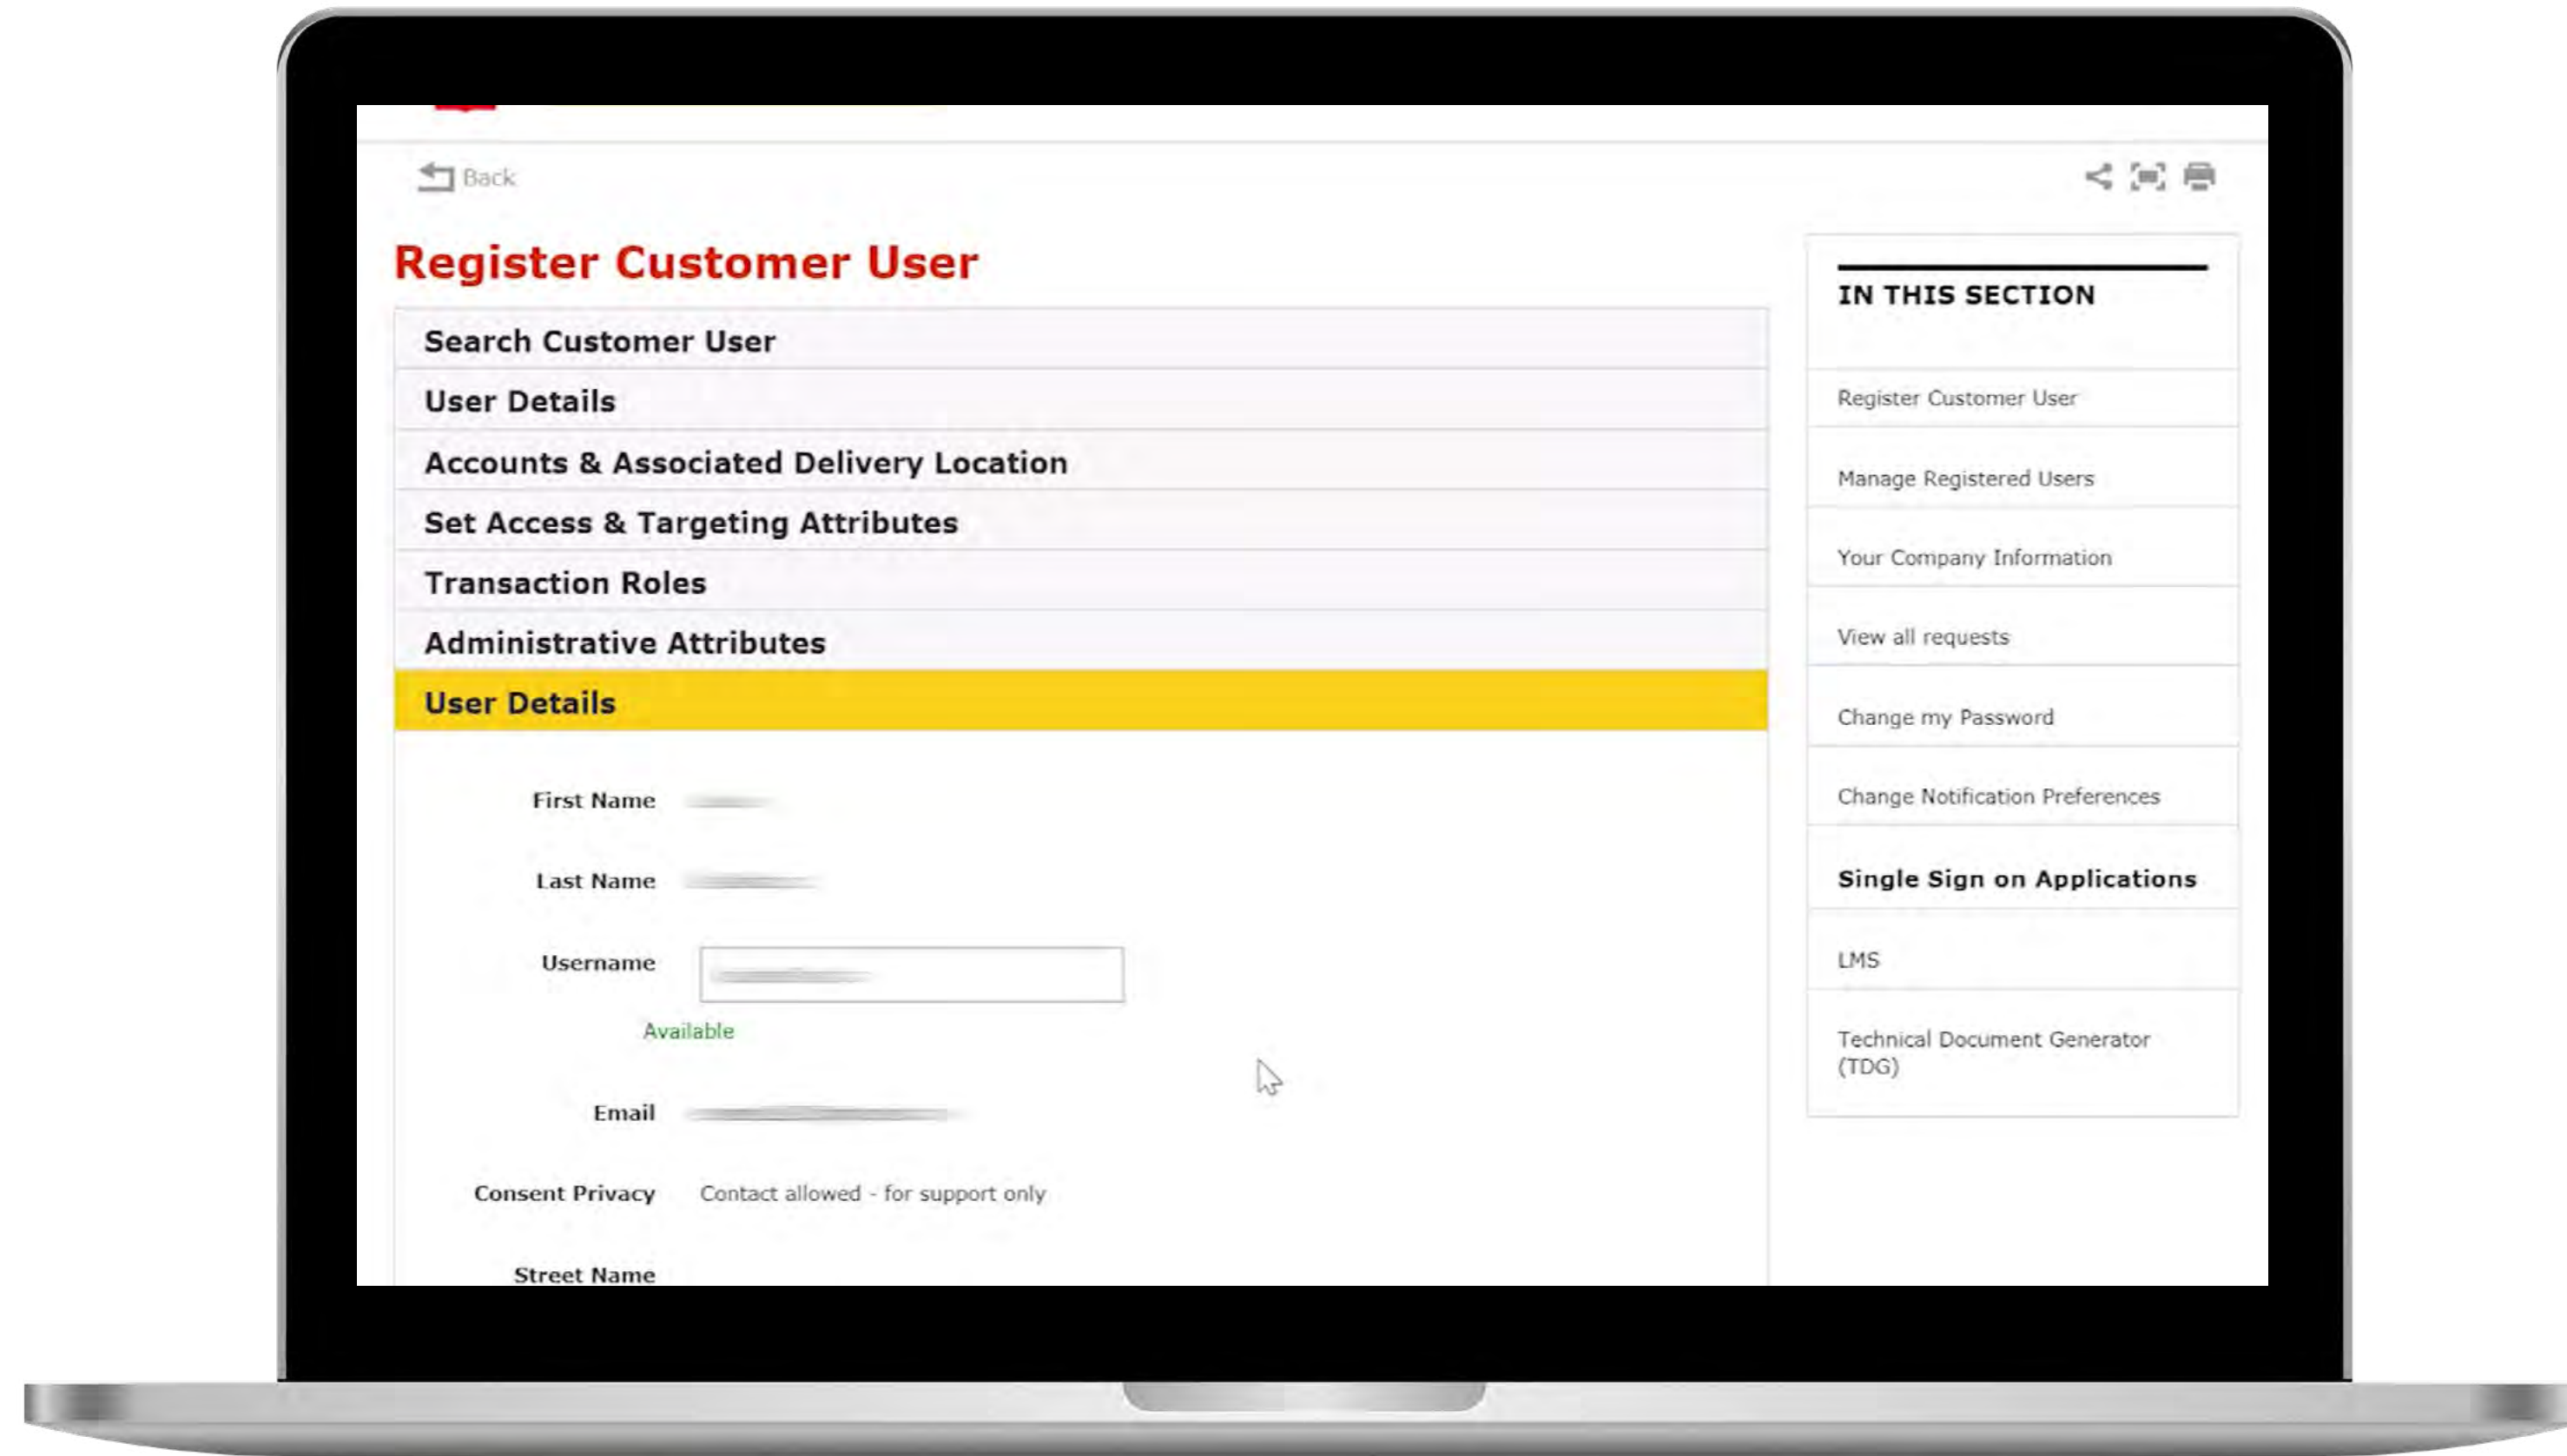 Back
Register Customer User
Search Customer User
User Details
Accounts & Associated Delivery Location
Set Access & Targeting Attributes
Transaction Roles
Administrative Attributes
User Details
First Name
Last Name
Username
Available
Email
Consent Privacy Contact allowed - for support only
Street Name
IN THIS SECTION
Register Customer User
Manage Registered Users
Your Company Information
View all requests
Change my Password
Change Notification Preferences
Single Sign on Applications
LMS
Technical Document Generator
(TDG)